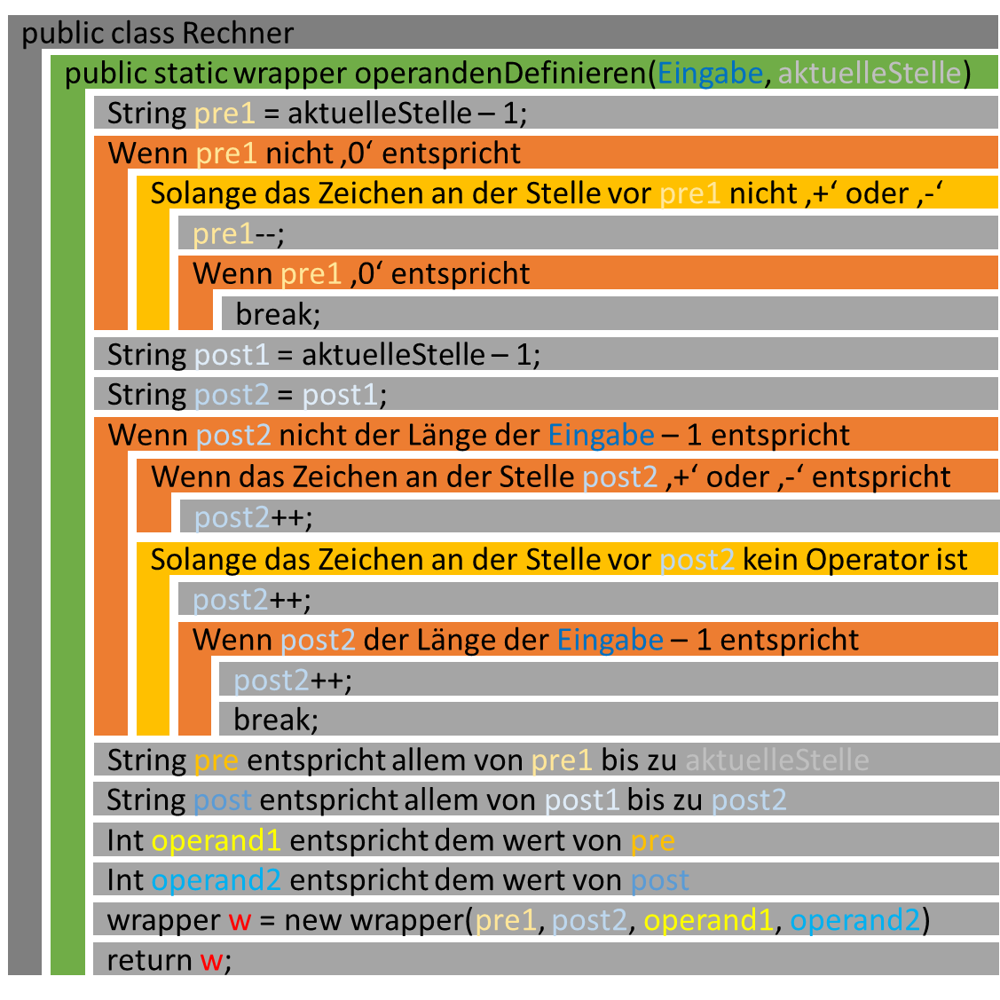 public class Rechner
public static wrapper operandenDefinieren(Eingabe, aktuelleStelle)
String pre1 = aktuelleStelle – 1;
Wenn pre1 nicht ‚0‘ entspricht
Solange das Zeichen an der Stelle vor pre1 nicht ‚+‘ oder ‚-‘
pre1--;
Wenn pre1 ‚0‘ entspricht
break;
String post1 = aktuelleStelle – 1;
String post2 = post1;
Wenn post2 nicht der Länge der Eingabe – 1 entspricht
Wenn das Zeichen an der Stelle post2 ‚+‘ oder ‚-‘ entspricht
post2++;
Solange das Zeichen an der Stelle vor post2 kein Operator ist
post2++;
Wenn post2 der Länge der Eingabe – 1 entspricht
post2++;
break;
String pre entspricht allem von pre1 bis zu aktuelleStelle
String post entspricht allem von post1 bis zu post2
Int operand1 entspricht dem wert von pre
Int operand2 entspricht dem wert von post
wrapper w = new wrapper(pre1, post2, operand1, operand2)
return w;